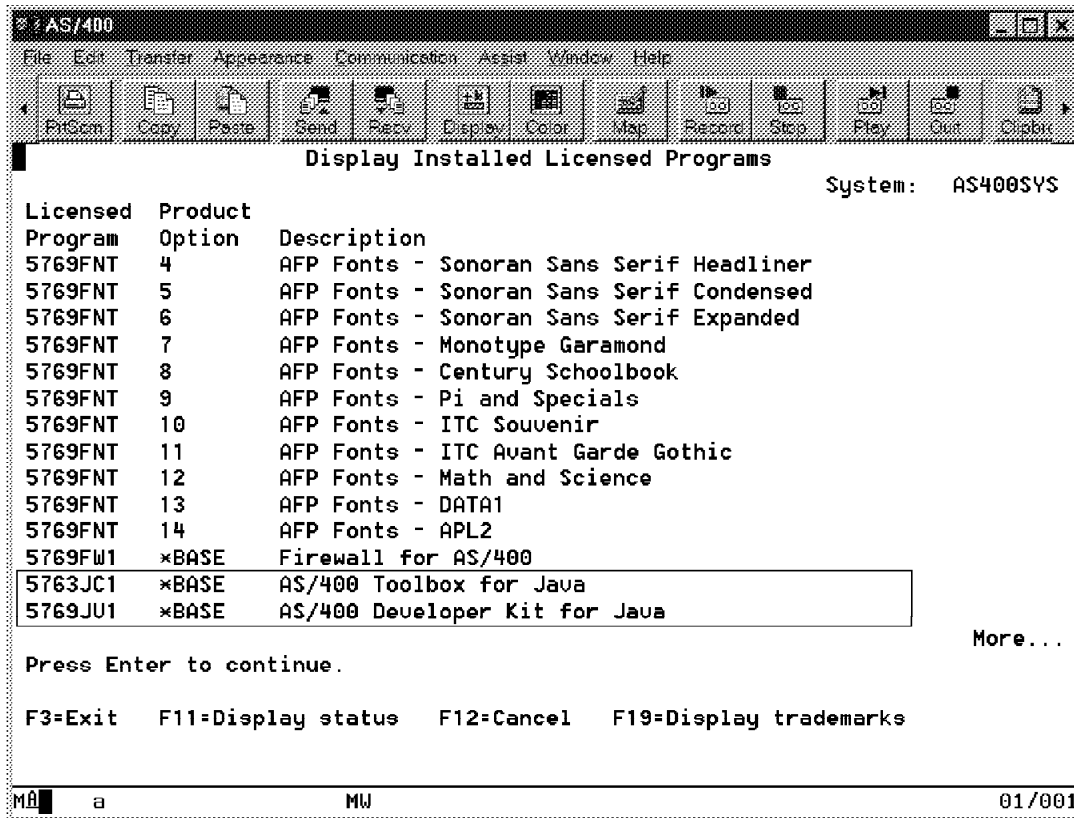 AS/400
File Edit Transfer Appearance Communication Assist Window Help
PrtScrn Copy Paste Send Recv Display Color Map Record Stop Play Quit Clipbrd
Display Installed Licensed Programs
System: AS400SYS
Licensed Product
Program Option Description
5769FNT 4 AFP Fonts - Sonoran Sans Serif Headliner
5769FNT 5 AFP Fonts - Sonoran Sans Serif Condensed
5769FNT 6 AFP Fonts - Sonoran Sans Serif Expanded
5769FNT 7 AFP Fonts - Monotype Garamond
5769FNT 8 AFP Fonts - Century Schoolbook
5769FNT 9 AFP Fonts - Pi and Specials
5769FNT 10 AFP Fonts - ITC Souvenir
5769FNT 11 AFP Fonts - ITC Avant Garde Gothic
5769FNT 12 AFP Fonts - Math and Science
5769FNT 13 AFP Fonts - DATA1
5769FNT 14 AFP Fonts - APL2
5769FW1 *BASE Firewall for AS/400
5763JC1 *BASE AS/400 Toolbox for Java
5769JV1 *BASE AS/400 Developer Kit for Java
More...
Press Enter to continue.
F3=Exit F11=Display status F12=Cancel F19=Display trademarks
MA a MW 01/001